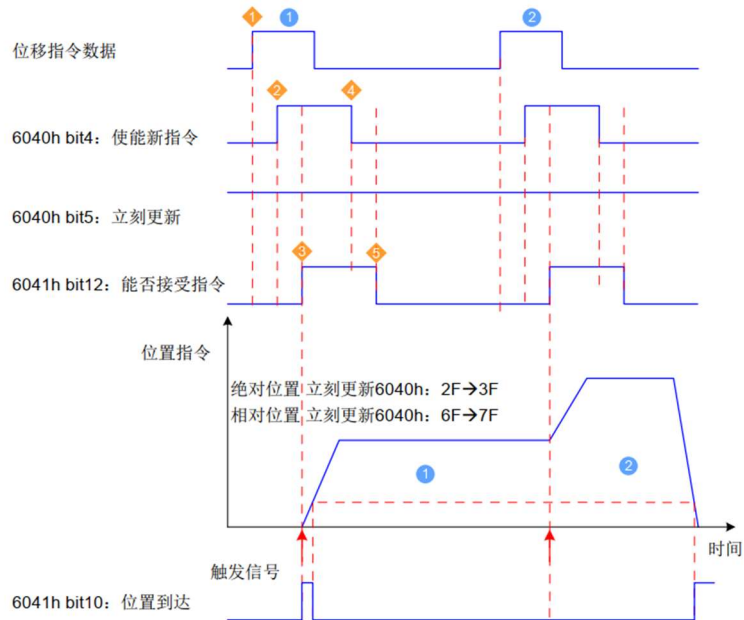 1 1 2
位移指令数据
2 4
6040h bit4：使能新指令
6040h bit5：立刻更新
3 5
6041h bit12：能否接受指令
位置指令
绝对位置 立刻更新6040h：2F→3F
相对位置 立刻更新6040h：6F→7F
1 2
时间
触发信号
6041h bit10：位置到达